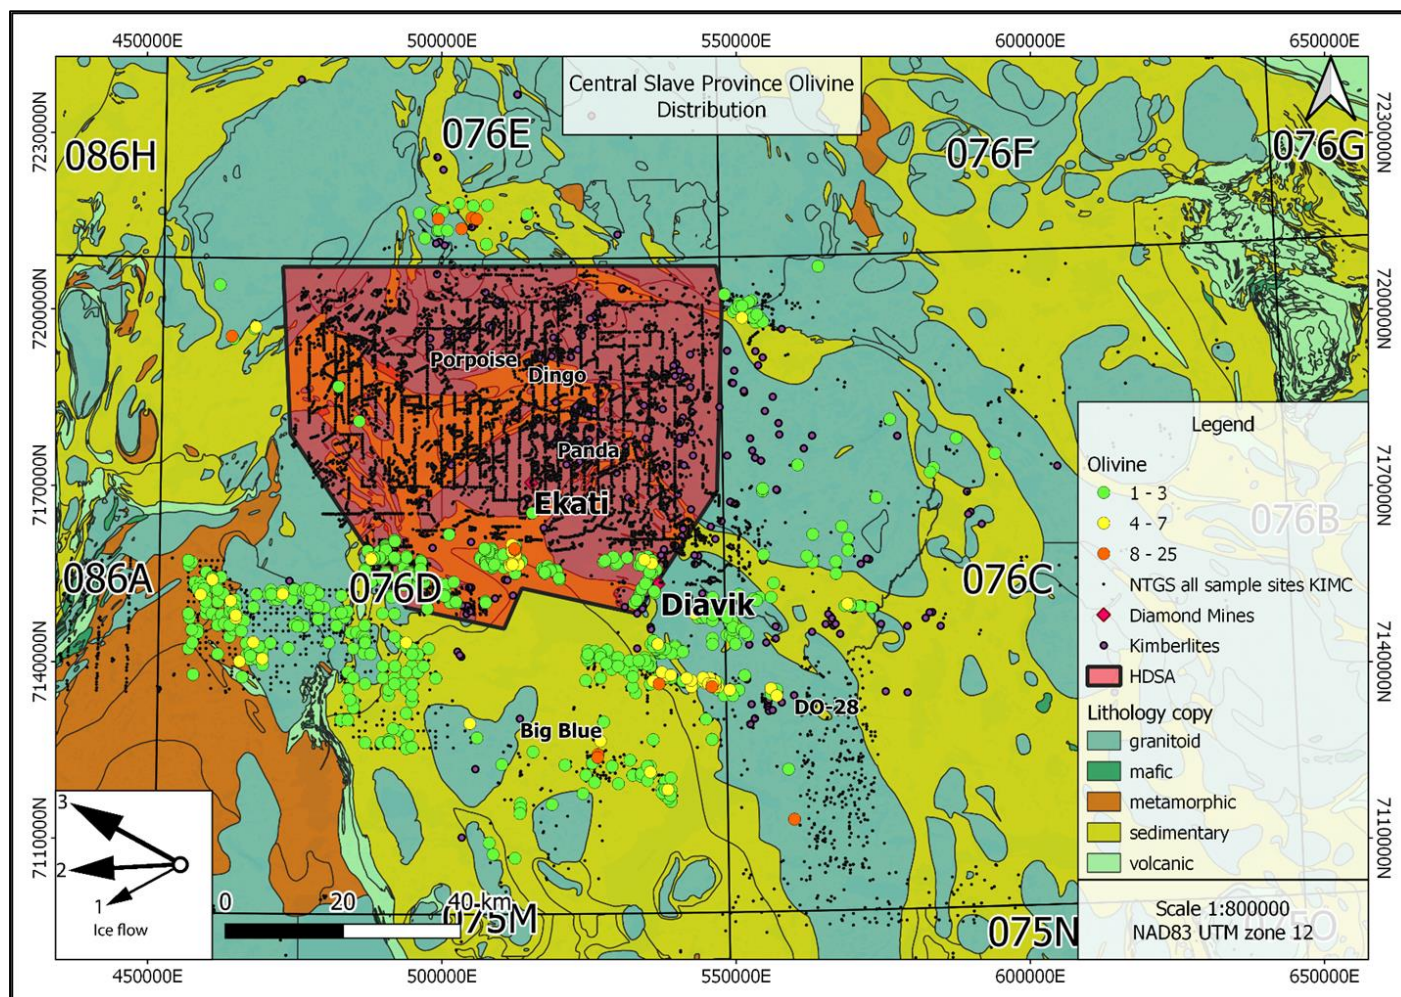 450000E 500000E 550000E 600000E 650000E
Central Slave Province Olivine
Distribution
7230000N 7230000N
086H 076E 076F 076G
7200000N 7200000N
Porpoise
Dingo
Panda
7170000N 7170000N
Ekati
076B
086A 076D 076C
Diavik
7140000N 7140000N
DO-28
Big Blue
7110000N 7110000N
Legend
Olivine
1 - 3
4 - 7
8 - 25
NTGS all sample sites KIMC
Diamond Mines
Kimberlites
HDSA
Lithology copy
granitoid
mafic
metamorphic
sedimentary
volcanic
3
2
1
Ice flow
0 20 40 km
075M 075N
Scale 1:800000
NAD83 UTM zone 12
450000E 500000E 550000E 600000E 650000E